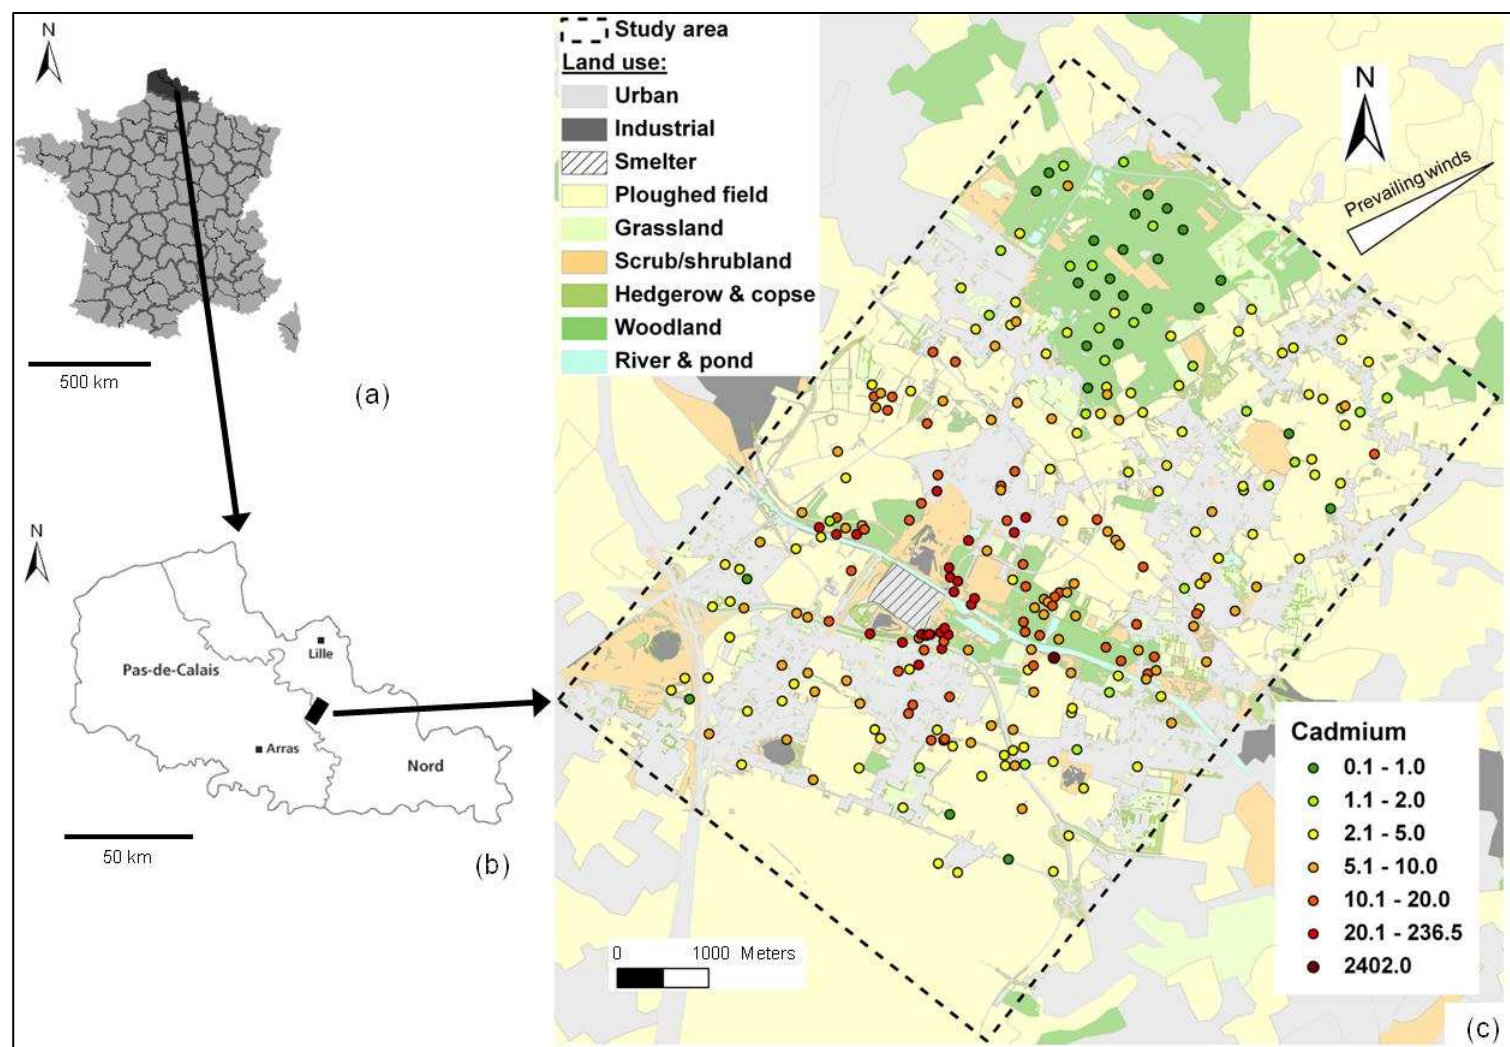 N
500 km
(a)
N
Pas-de-Calais
Lille
Arras
Nord
50 km
(b)
Study area
Land use:
Urban
Industrial
Smelter
Ploughed field
Grassland
Scrub/shrubland
Hedgerow & copse
Woodland
River & pond
N
Prevailing winds
Cadmium
0.1 - 1.0
1.1 - 2.0
2.1 - 5.0
5.1 - 10.0
10.1 - 20.0
20.1 - 236.5
2402.0
0 1000 Meters
(c)